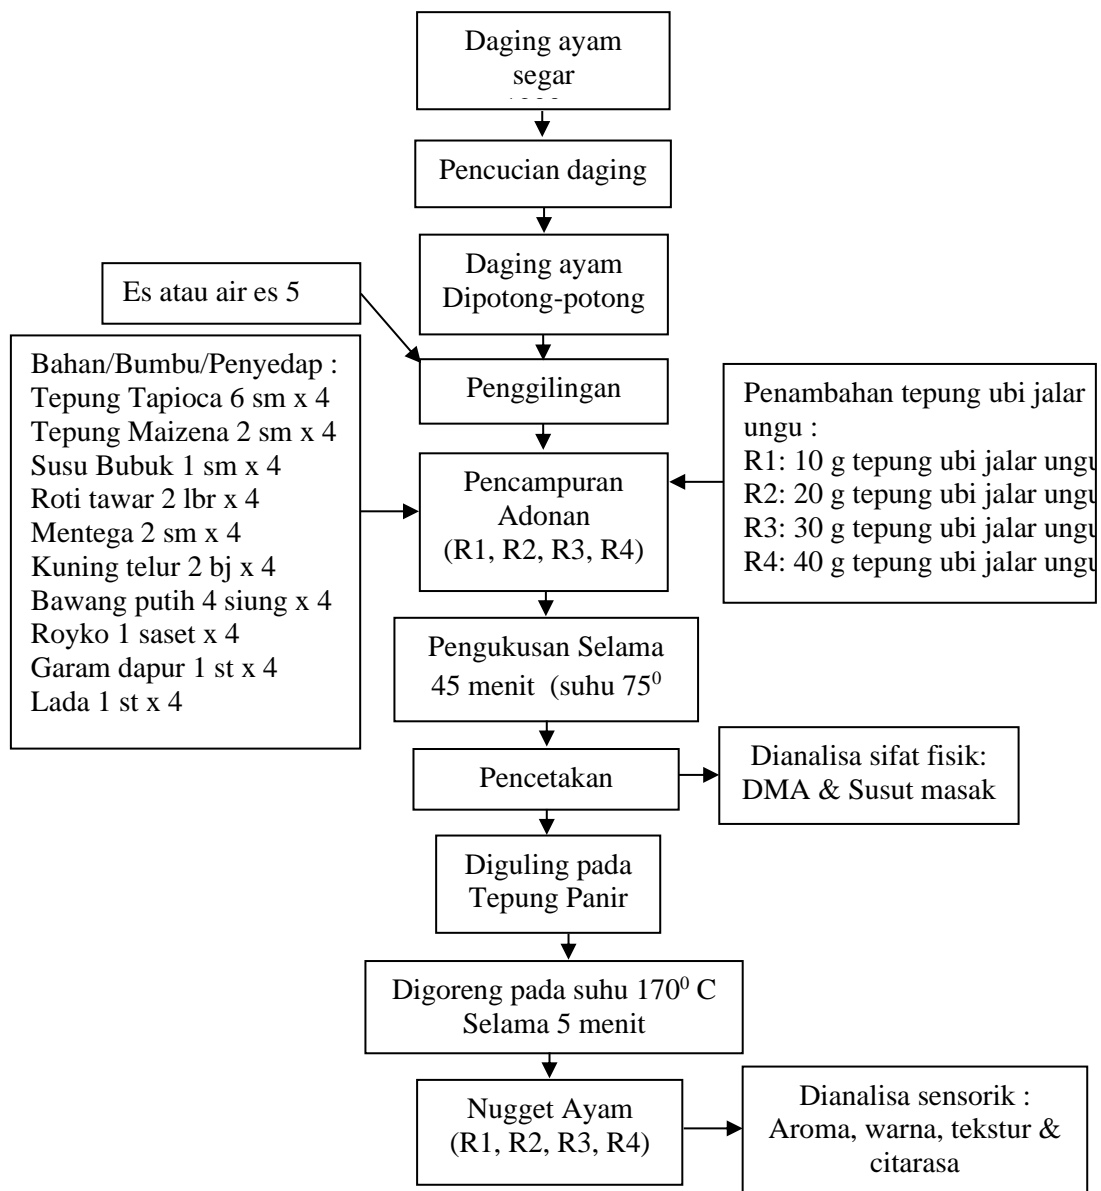 Daging ayam
segar
Pencucian daging
Daging ayam
Dipotong-potong
Es atau air es 5
Penggilingan
Bahan/Bumbu/Penyedap :
Tepung Tapioca 6 sm x 4
Tepung Maizena 2 sm x 4
Susu Bubuk 1 sm x 4
Roti tawar 2 lbr x 4
Mentega 2 sm x 4
Kuning telur 2 bj x 4
Bawang putih 4 siung x 4
Royko 1 saset x 4
Garam dapur 1 st x 4
Lada 1 st x 4
Pencampuran
Adonan
(R1, R2, R3, R4)
Penambahan tepung ubi jalar
ungu :
R1: 10 g tepung ubi jalar ungu
R2: 20 g tepung ubi jalar ungu
R3: 30 g tepung ubi jalar ungu
R4: 40 g tepung ubi jalar ungu
Pengukusan Selama
45 menit (suhu 75⁰
Pencetakan
Dianalisa sifat fisik:
DMA & Susut masak
Diguling pada
Tepung Panir
Digoreng pada suhu 170⁰ C
Selama 5 menit
Nugget Ayam
(R1, R2, R3, R4)
Dianalisa sensorik :
Aroma, warna, tekstur &
citarasa